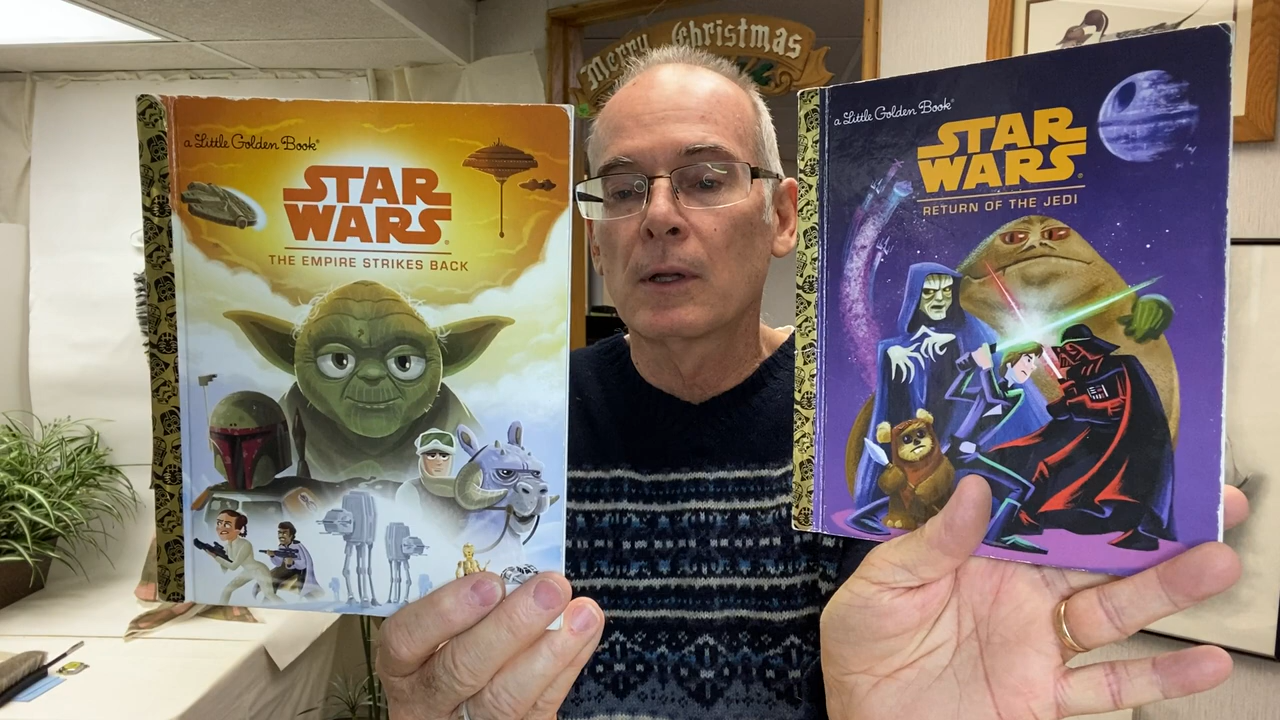 Merry Christmas
a Little Golden Book®
STAR
WARS®
THE EMPIRE STRIKES BACK
a Little Golden Book®
STAR
WARS®
RETURN OF THE JEDI